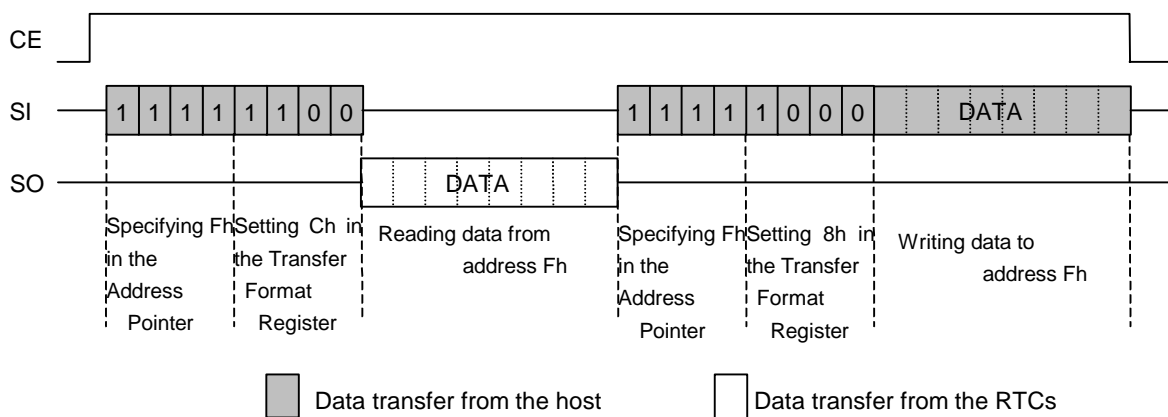 CE
SI 1 1 1 1 1 1 0 0 1 1 1 1 1 0 0 0 DATA
SO DATA
Specifying Fh Setting Ch in Reading data from Specifying Fh Setting 8h in Writing data to
in the the Transfer address Fh in the the Transfer address Fh
Address Format Address Format
Pointer Register Pointer Register
Data transfer from the host Data transfer from the RTCs